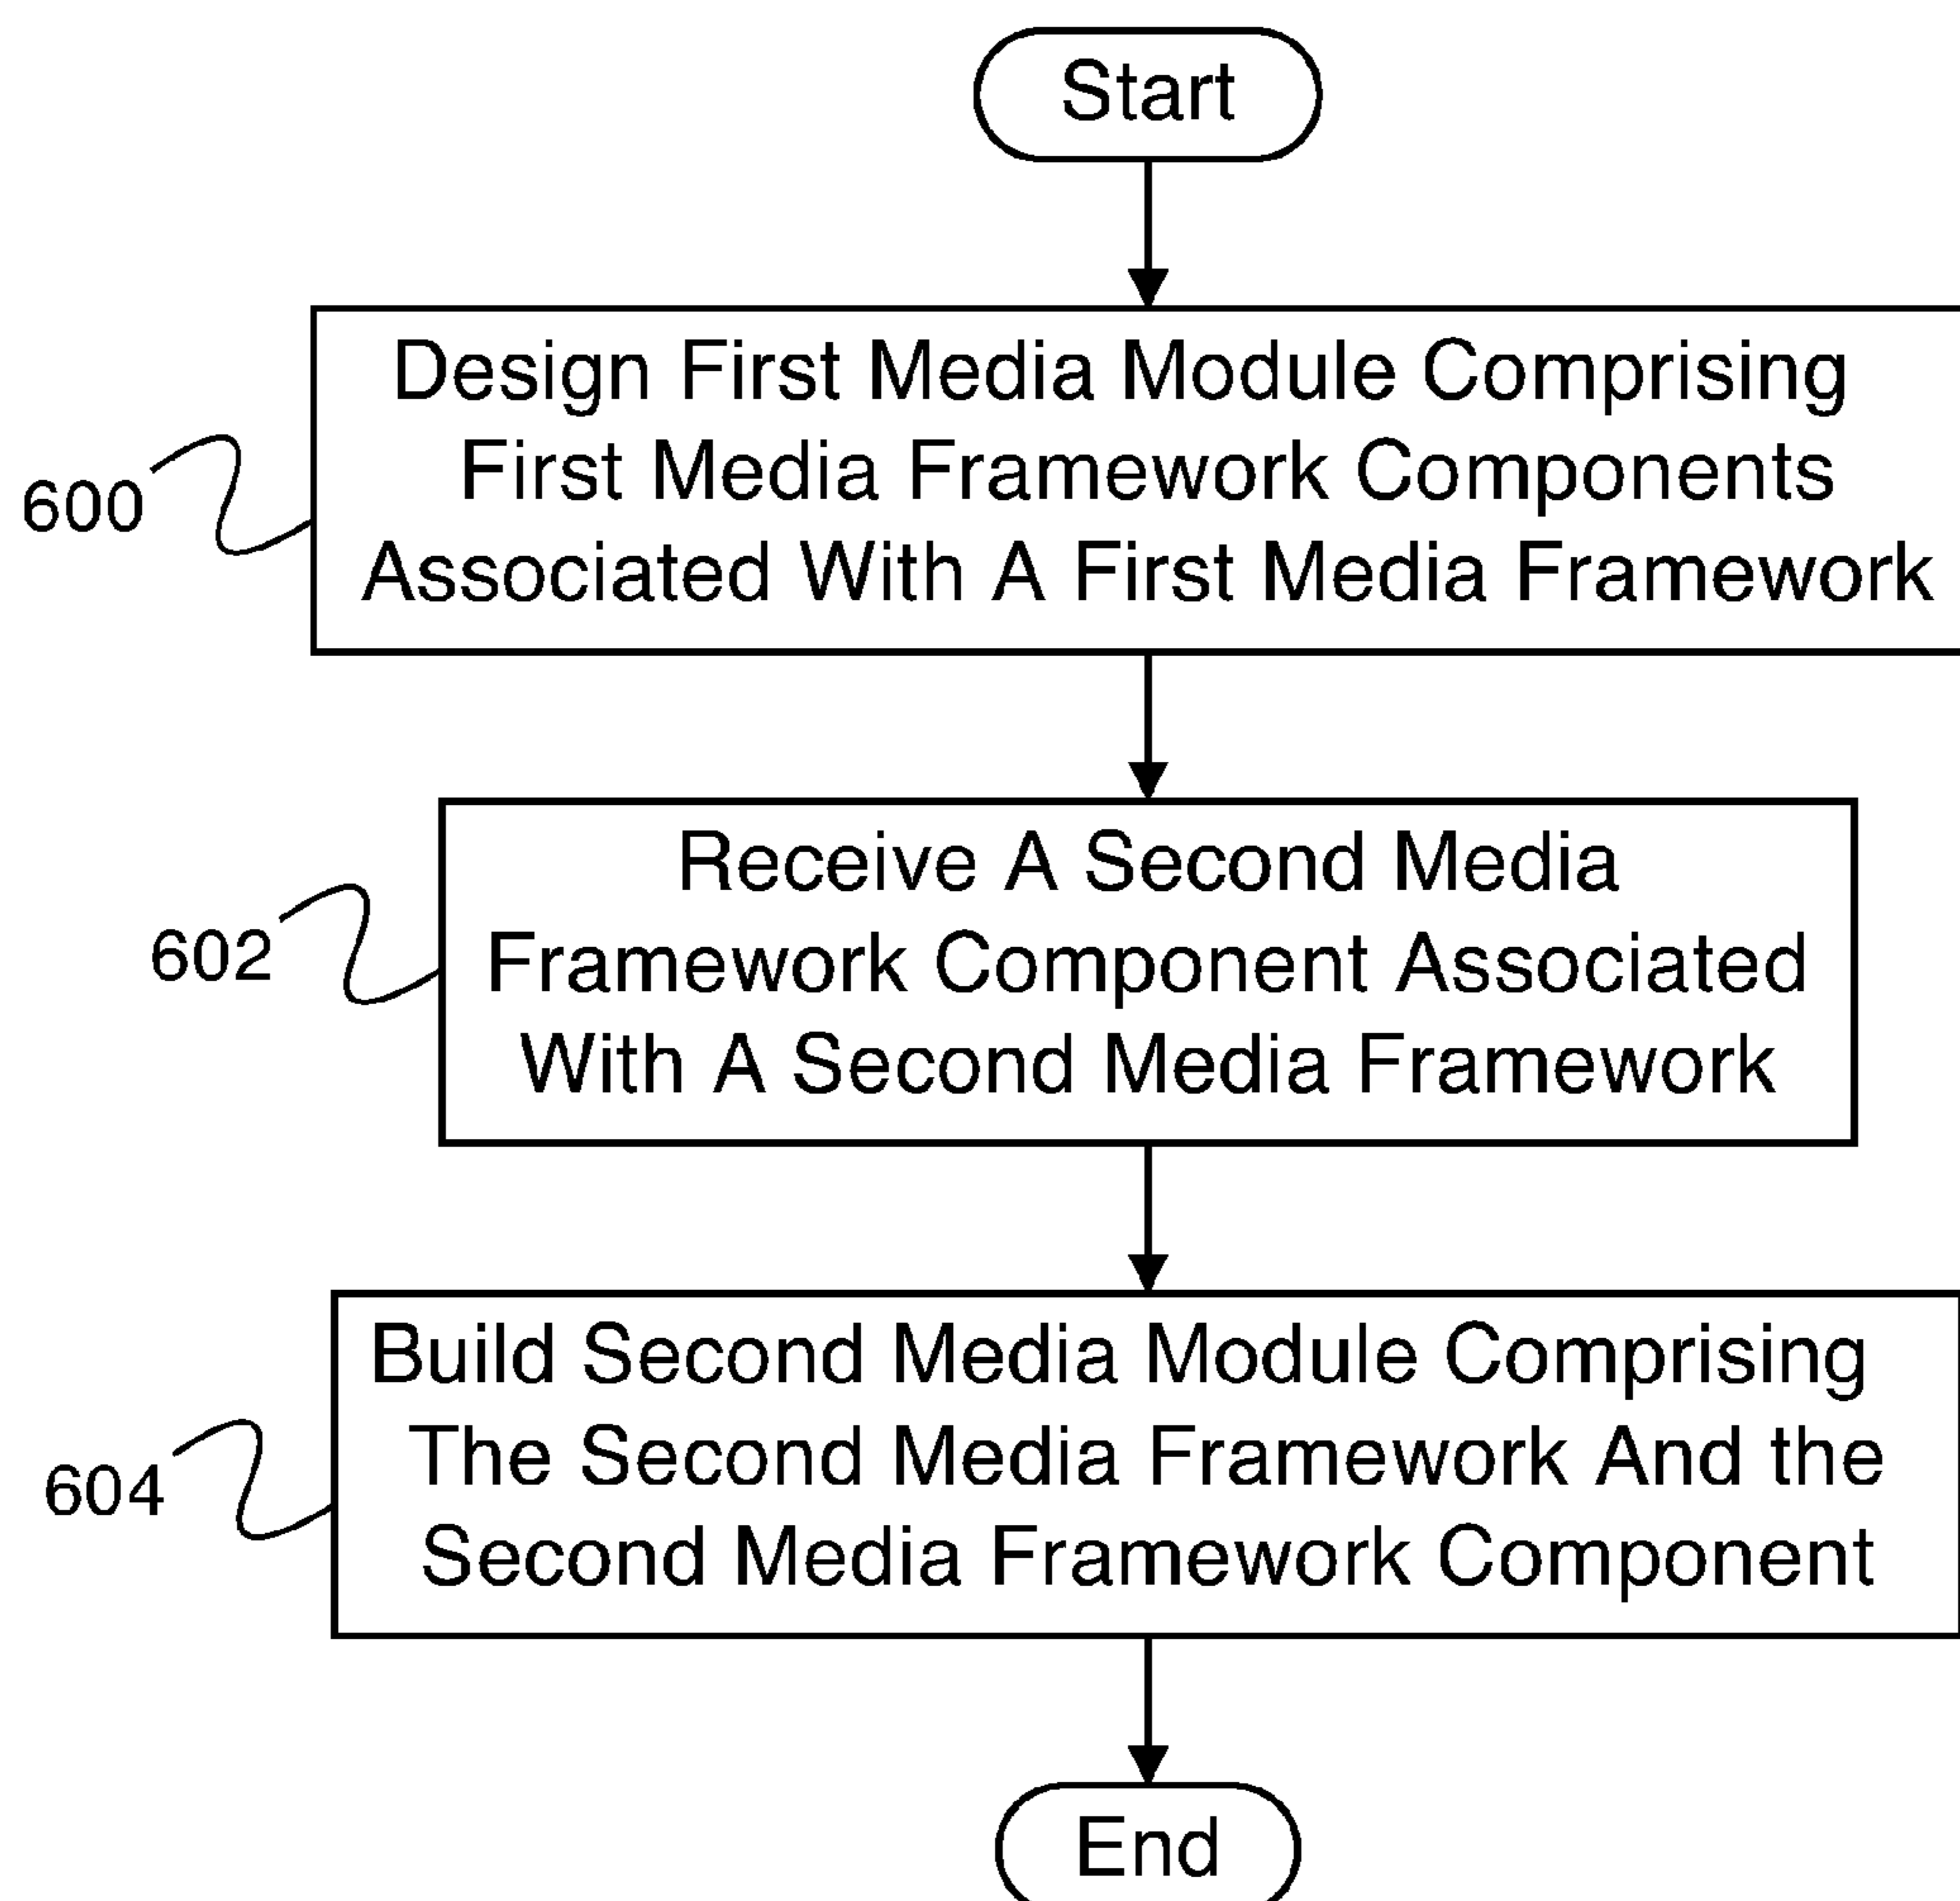 Start
Design First Media Module Comprising
First Media Framework Components
Associated With A First Media Framework
600
Receive A Second Media
Framework Component Associated
With A Second Media Framework
602
Build Second Media Module Comprising
The Second Media Framework And the
Second Media Framework Component
604
End